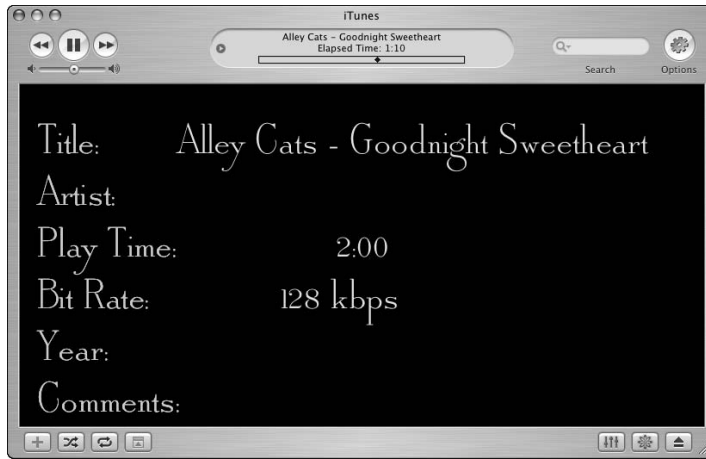 iTunes
Alley Cats - Goodnight Sweetheart
Elapsed Time: 1:10
Search
Options
Title: Alley Cats - Goodnight Sweetheart
Artist:
Play Time: 2:00
Bit Rate: 128 kbps
Year:
Comments: